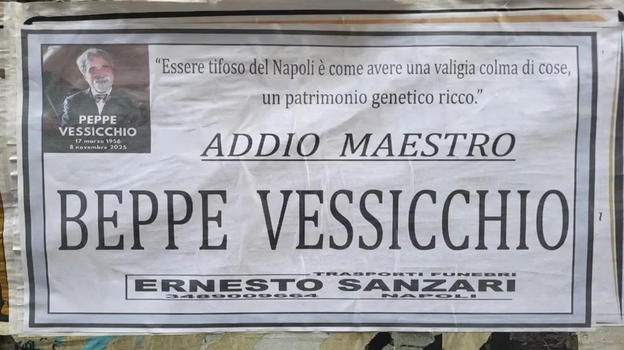 PEPPE
VESSICCHIO
17 marzo 1956
8 novembre 2025
“Essere tifoso del Napoli è come avere una valigia colma di cose,
un patrimonio genetico ricco.”
ADDIO MAESTRO
BEPPE VESSICCHIO
TRASPORTI FUNEBRI
ERNESTO SANZARI
3489009664 NAPOLI